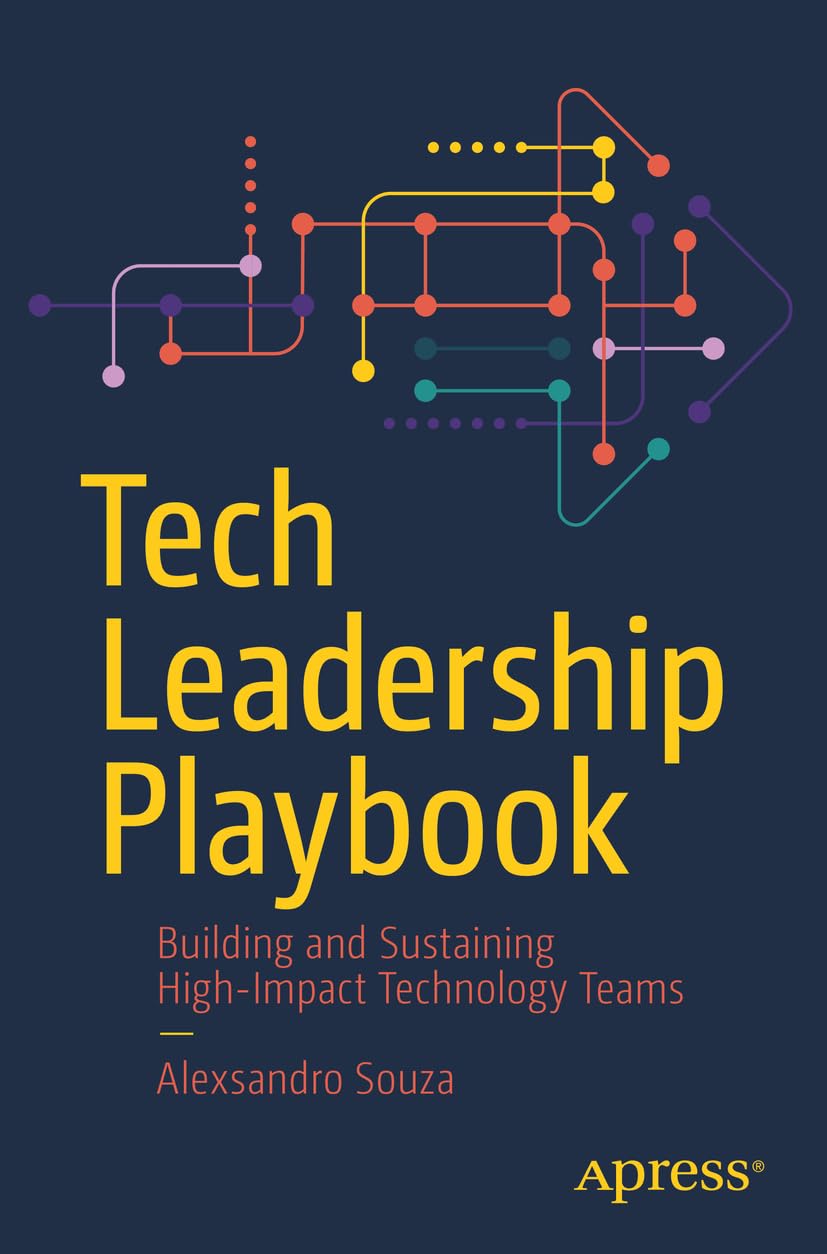 Tech
Leadership
Playbook
Building and Sustaining
High-Impact Technology Teams
Alexsandro Souza
Apress®